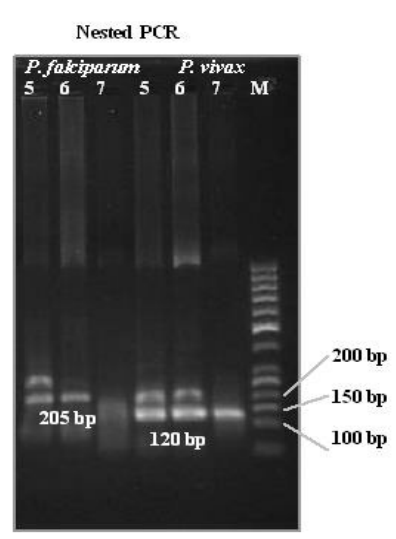 Nested PCR
P. falciparum P. vivax
5 6 7 5 6 7 M
200 bp
150 bp
205 bp
120 bp
100 bp